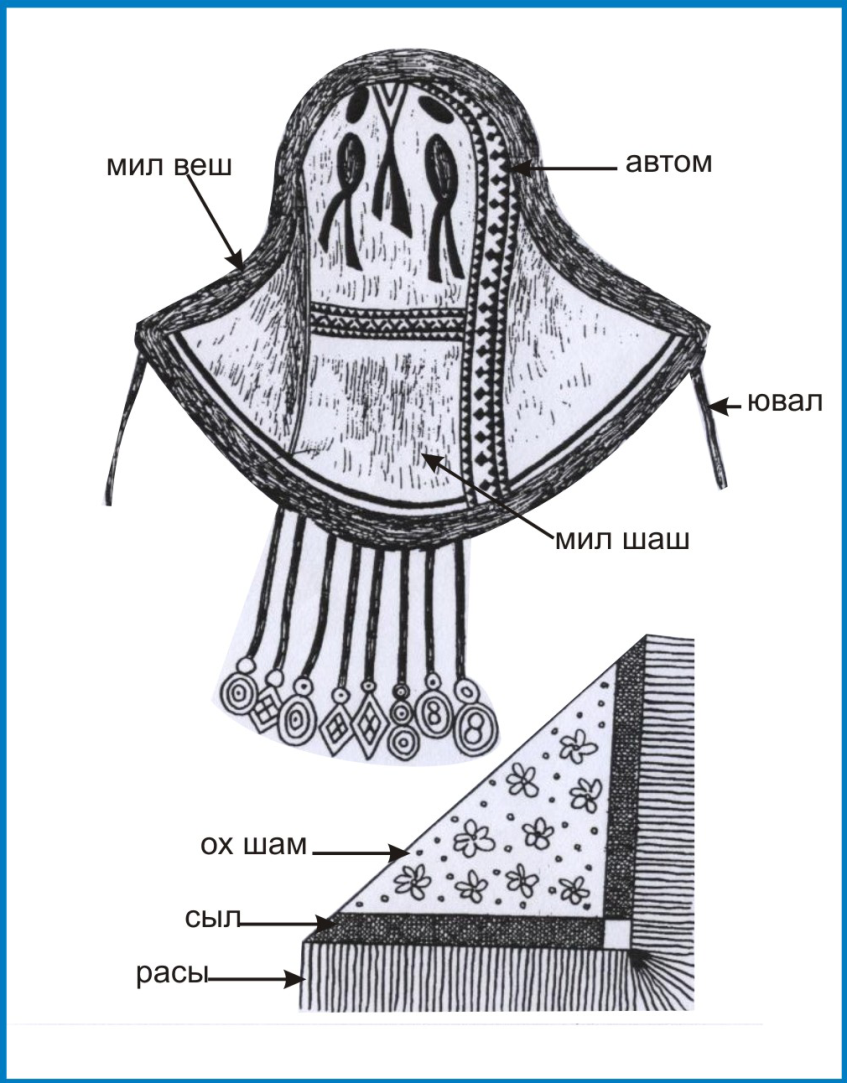 мил веш
автом
ювал
мил шаш
ох шам
сыл
расы